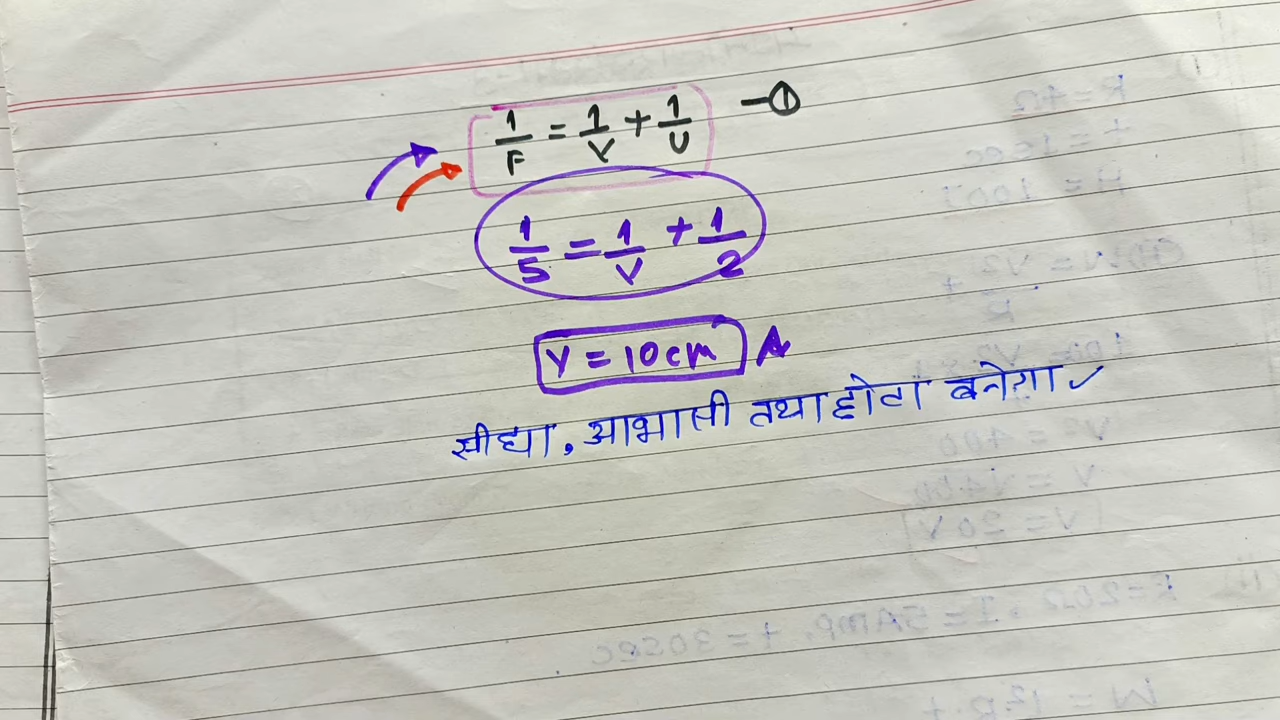 1/F = 1/V + 1/U —①
1/5 = 1/V + 1/2
V = 10cm A
सीधा, आभासी तथा होटा बनेगा ✓